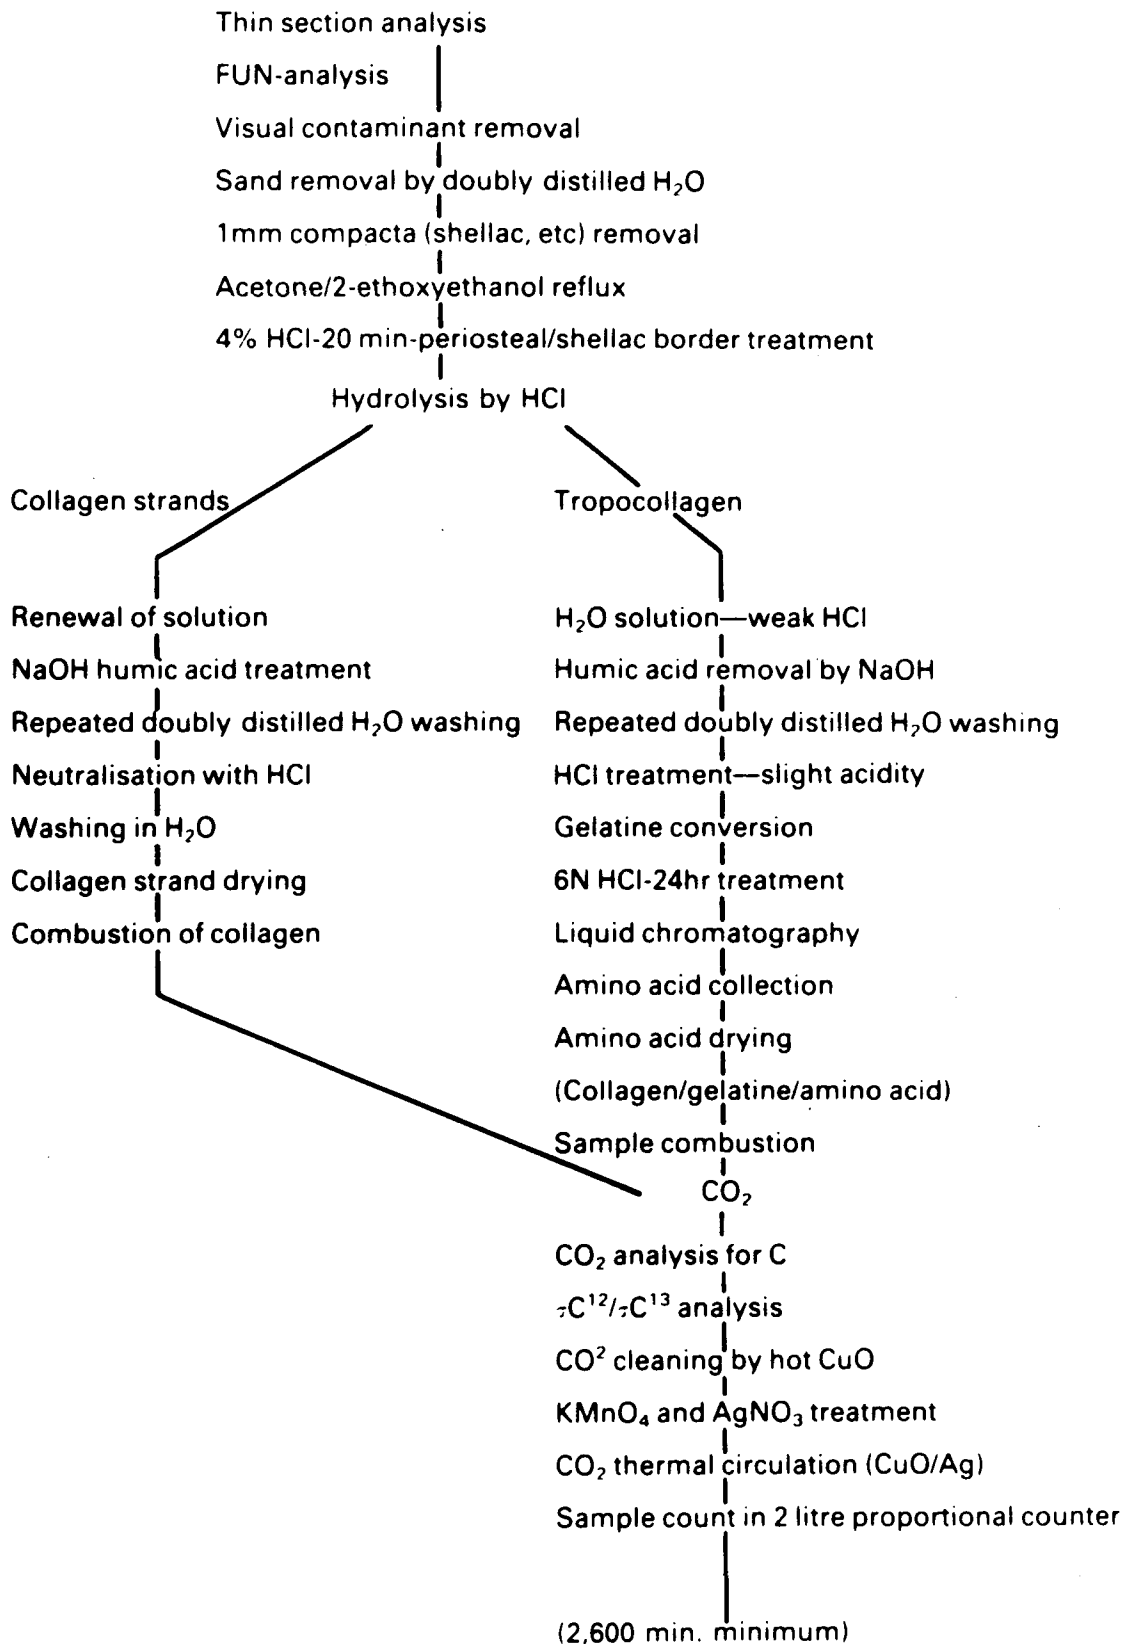 Thin section analysis
FUN-analysis
Visual contaminant removal
Sand removal by doubly distilled H₂O
1mm compacta (shellac, etc) removal
Acetone/2-ethoxyethanol reflux
4% HCl-20 min-periosteal/shellac border treatment
Hydrolysis by HCl
Collagen strands
Renewal of solution
NaOH humic acid treatment
Repeated doubly distilled H₂O washing
Neutralisation with HCl
Washing in H₂O
Collagen strand drying
Combustion of collagen
Tropocollagen
H₂O solution—weak HCl
Humic acid removal by NaOH
Repeated doubly distilled H₂O washing
HCl treatment—slight acidity
Gelatine conversion
6N HCl-24hr treatment
Liquid chromatography
Amino acid collection
Amino acid drying
(Collagen/gelatine/amino acid)
Sample combustion
CO₂
CO₂ analysis for C
C¹²/ C¹³ analysis
CO² cleaning by hot CuO
KMnO₄ and AgNO₃ treatment
CO₂ thermal circulation (CuO/Ag)
Sample count in 2 litre proportional counter
(2,600 min. minimum)